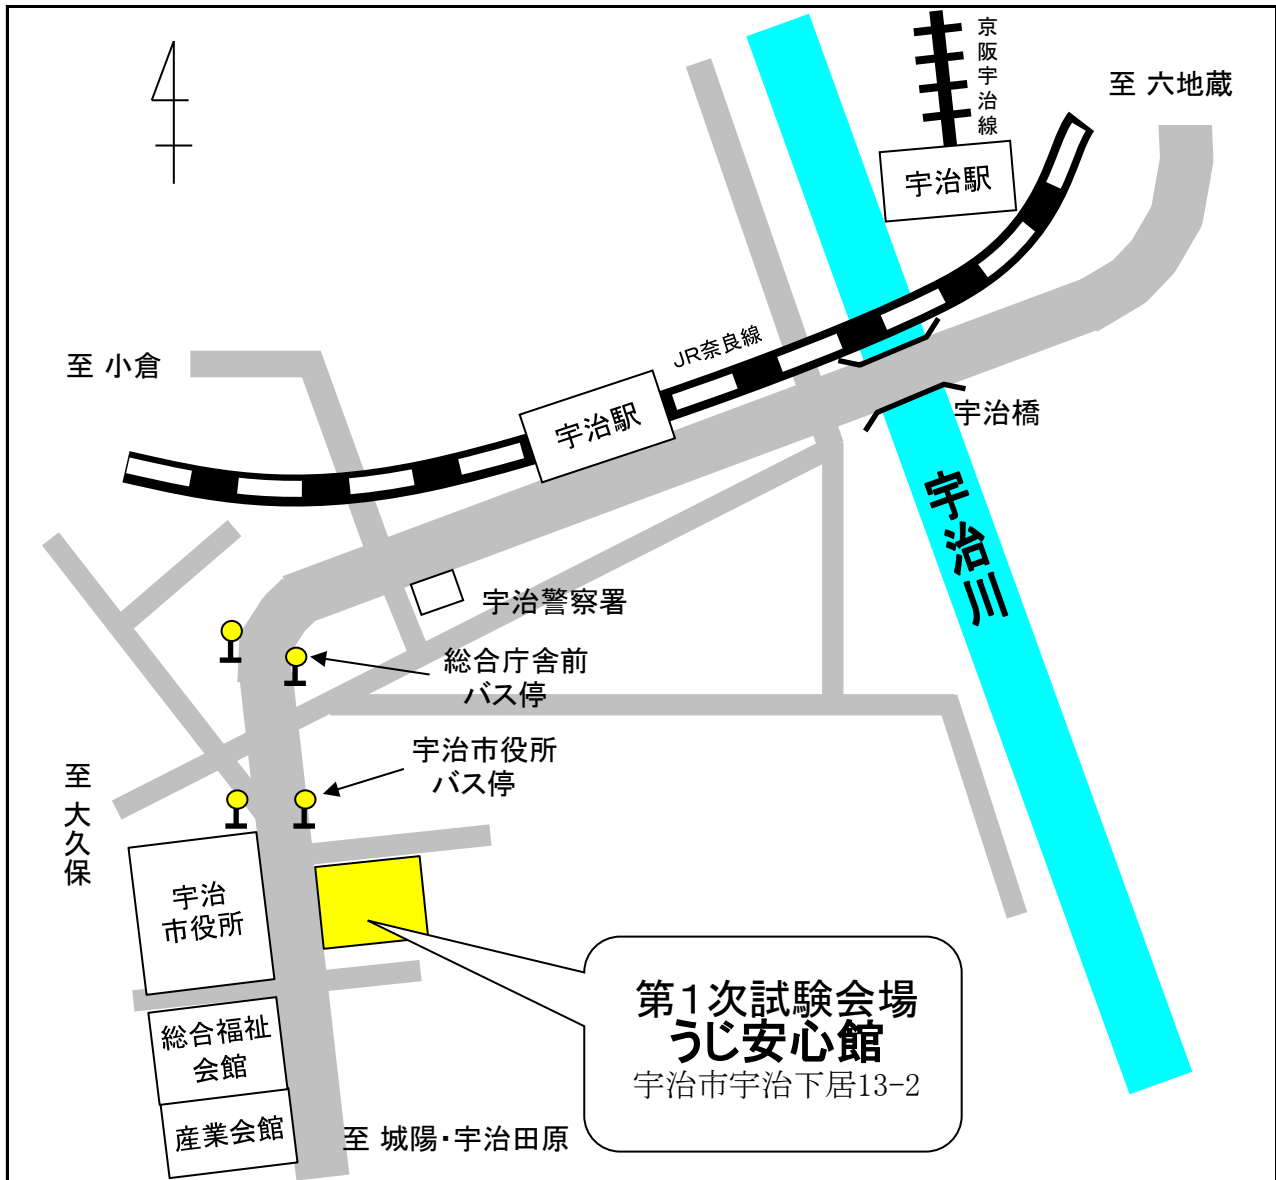 京阪宇治線
至 六地蔵
宇治駅
JR奈良線
至 小倉
宇治駅
宇治橋
宇治川
宇治警察署
総合庁舎前
バス停
宇治市役所
バス停
至 大久保
宇治
市役所
第1次試験会場
うじ安心館
宇治市宇治下居13-2
総合福祉
会館
産業会館
至 城陽・宇治田原